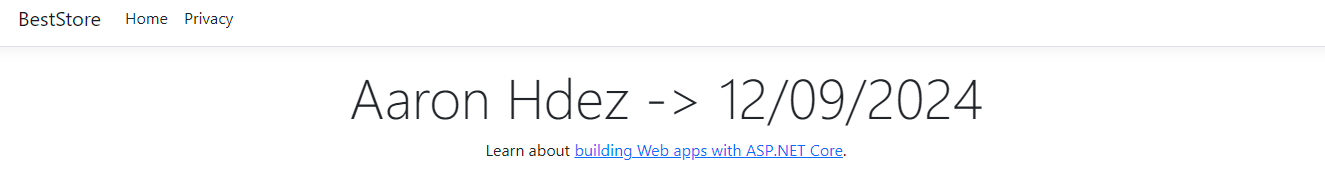 BestStore Home Privacy
Aaron Hdez -> 12/09/2024
Learn about building Web apps with ASP.NET Core.